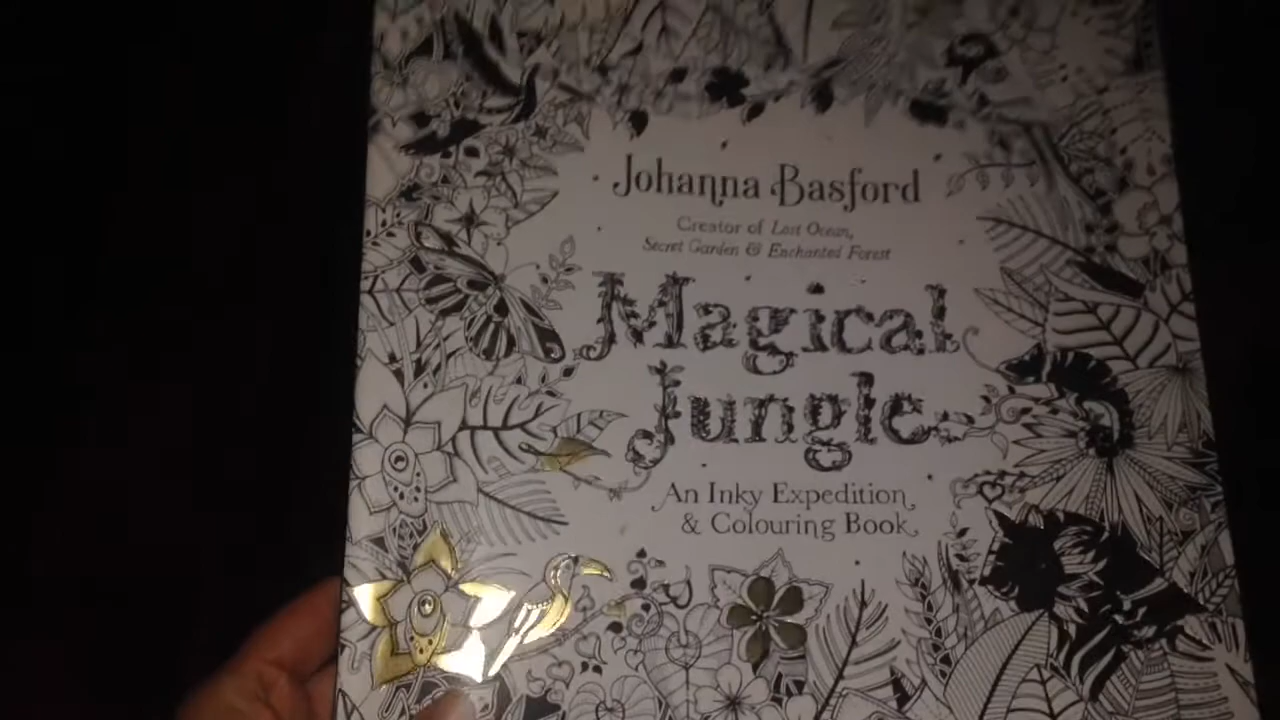 Johanna Basford
Creator of Lost Ocean,
Secret Garden & Enchanted Forest
Magical
Jungle
An Inky Expedition
& Colouring Book